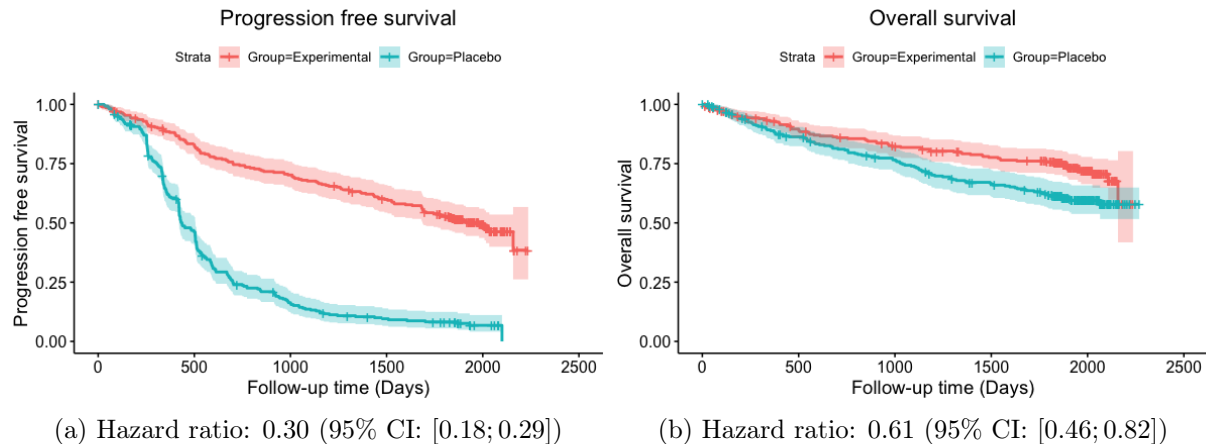 Progression free survival
Strata Group=Experimental Group=Placebo
1.00
0.75
0.50
0.25
0.00
Progression free survival
0 500 1000 1500 2000 2500
Follow-up time (Days)
(a) Hazard ratio: 0.30 (95% CI: [0.18; 0.29])
Overall survival
Strata Group=Experimental Group=Placebo
1.00
0.75
0.50
0.25
0.00
Overall survival
0 500 1000 1500 2000 2500
Follow-up time (Days)
(b) Hazard ratio: 0.61 (95% CI: [0.46; 0.82])